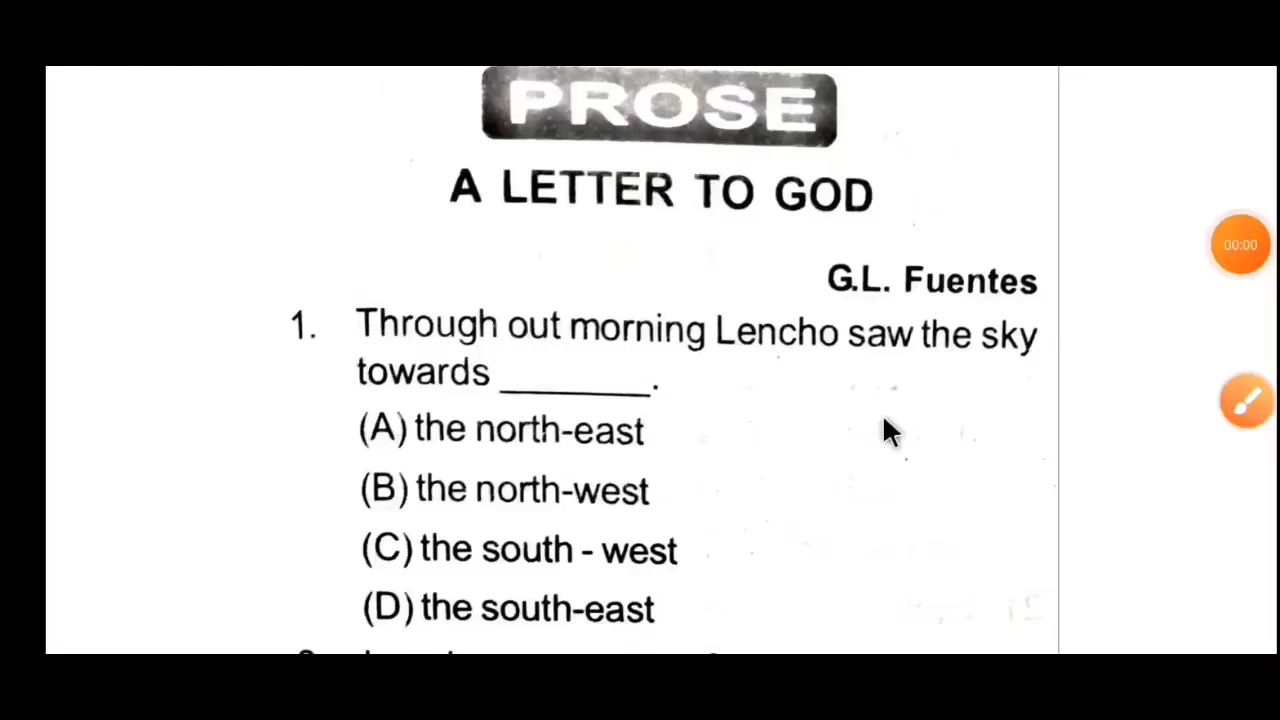 PROSE
A LETTER TO GOD
G.L. Fuentes
1. Through out morning Lencho saw the sky
towards ________.
(A) the north-east
(B) the north-west
(C) the south - west
(D) the south-east
00:00